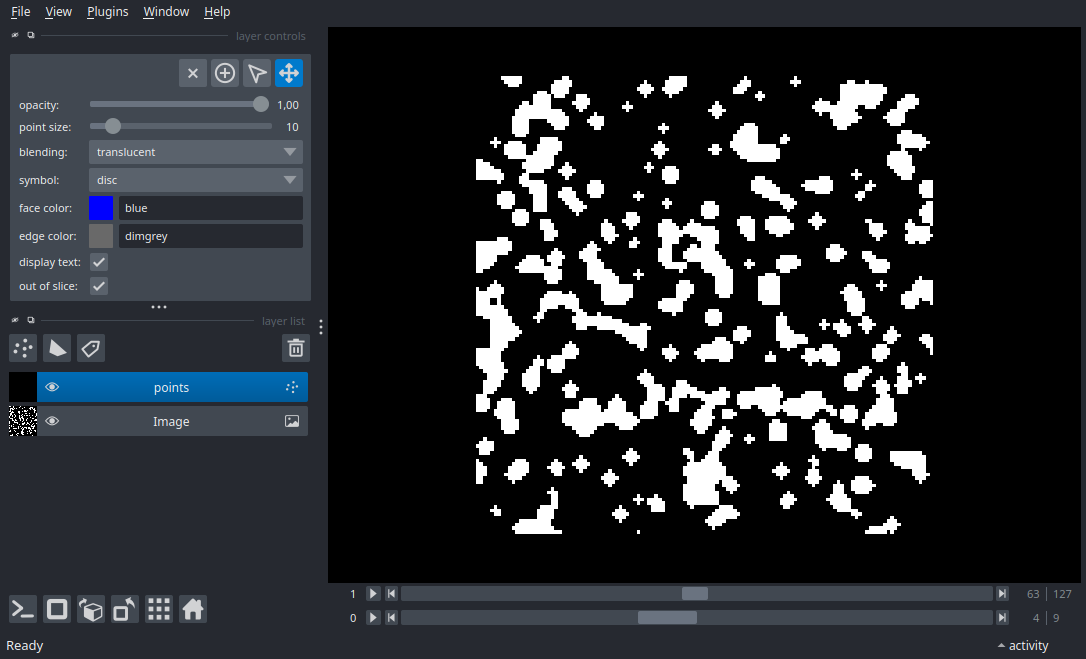 File View Plugins Window Help
layer controls
opacity: 1,00
point size: 10
blending: translucent
symbol: disc
face color: blue
edge color: dimgrey
display text:
out of slice:
layer list
points
Image
1 63 | 127
0 4 | 9
Ready activity